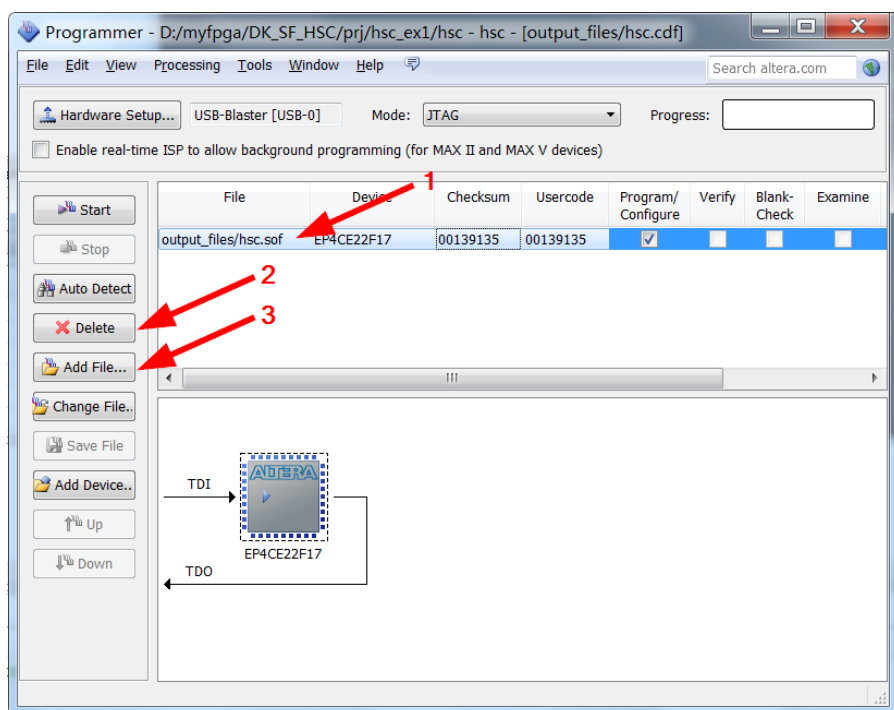 Programmer - D:/myfpga/DK_SF_HSC/prj/hsc_ex1/hsc - hsc - [output_files/hsc.cdf]
File Edit View Processing Tools Window Help Search altera.com
Hardware Setup... USB-Blaster [USB-0] Mode: JTAG Progress:
Enable real-time ISP to allow background programming (for MAX II and MAX V devices)
1
File Device Checksum Usercode Program/ Verify Blank- Examine
Configure Check
Start
output_files/hsc.sof EP4CE22F17 00139135 00139135
Stop
2
Auto Detect
3
Delete
Add File...
Change File..
Save File
Add Device..
Up
Down
TDI
ALTERA
EP4CE22F17
TDO